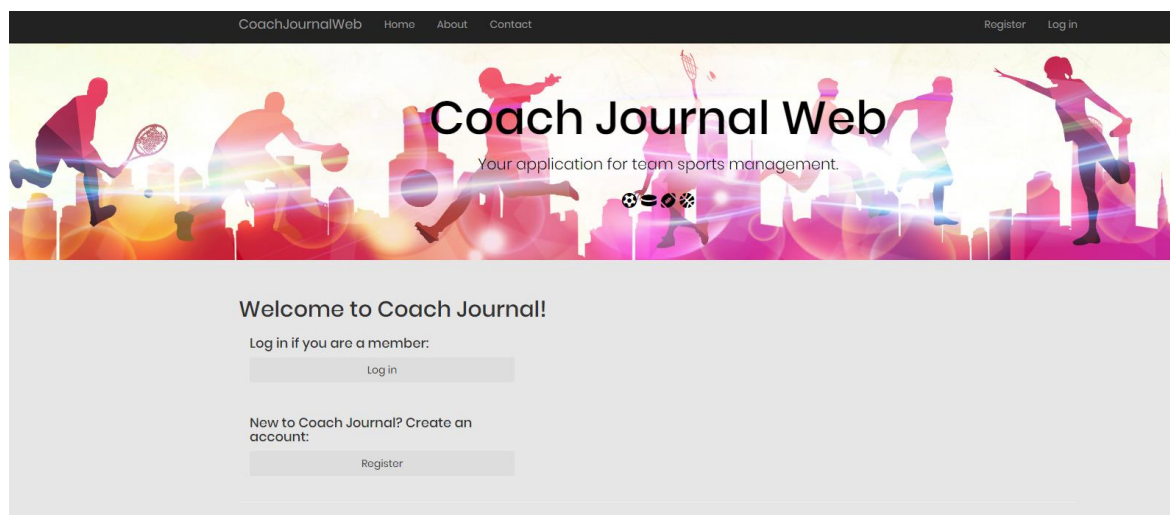 CoachJournalWeb Home About Contact Register Log in
Coach Journal Web
Your application for team sports management.
Welcome to Coach Journal!
Log in if you are a member:
Log in
New to Coach Journal? Create an
account:
Register